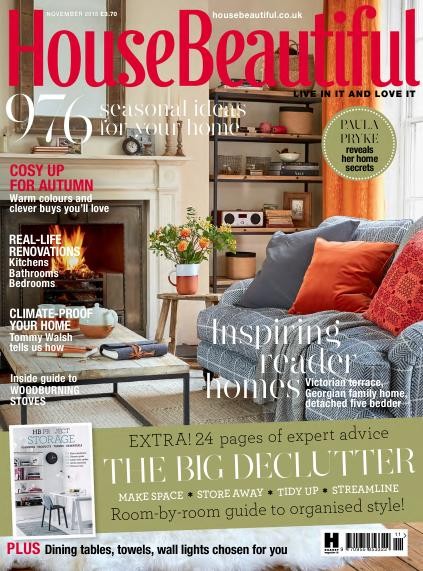 NOVEMBER 2015 £3.70
housebeautiful.co.uk
HouseBeautiful
LIVE IN IT AND LOVE IT
976 seasonal ideas
for your home
PAULA
PRYKE
reveals
her home
secrets
COSY UP
FOR AUTUMN
Warm colours and
clever buys you'll love
REAL-LIFE
RENOVATIONS
Kitchens
Bathrooms
Bedrooms
CLIMATE-PROOF
YOUR HOME
Tommy Walsh
tells us how
Inside guide to
WOODBURNING
STOVES
Inspiring
reader
homes
Victorian terrace,
Georgian family home,
detached five bedder
HB PROJECT
STORAGE
EXTRA! 24 pages of expert advice
THE BIG DECLUTTER
MAKE SPACE * STORE AWAY * TIDY UP * STREAMLINE
Room-by-room guide to organised style!
PLUS Dining tables, towels, wall lights chosen for you
H
11